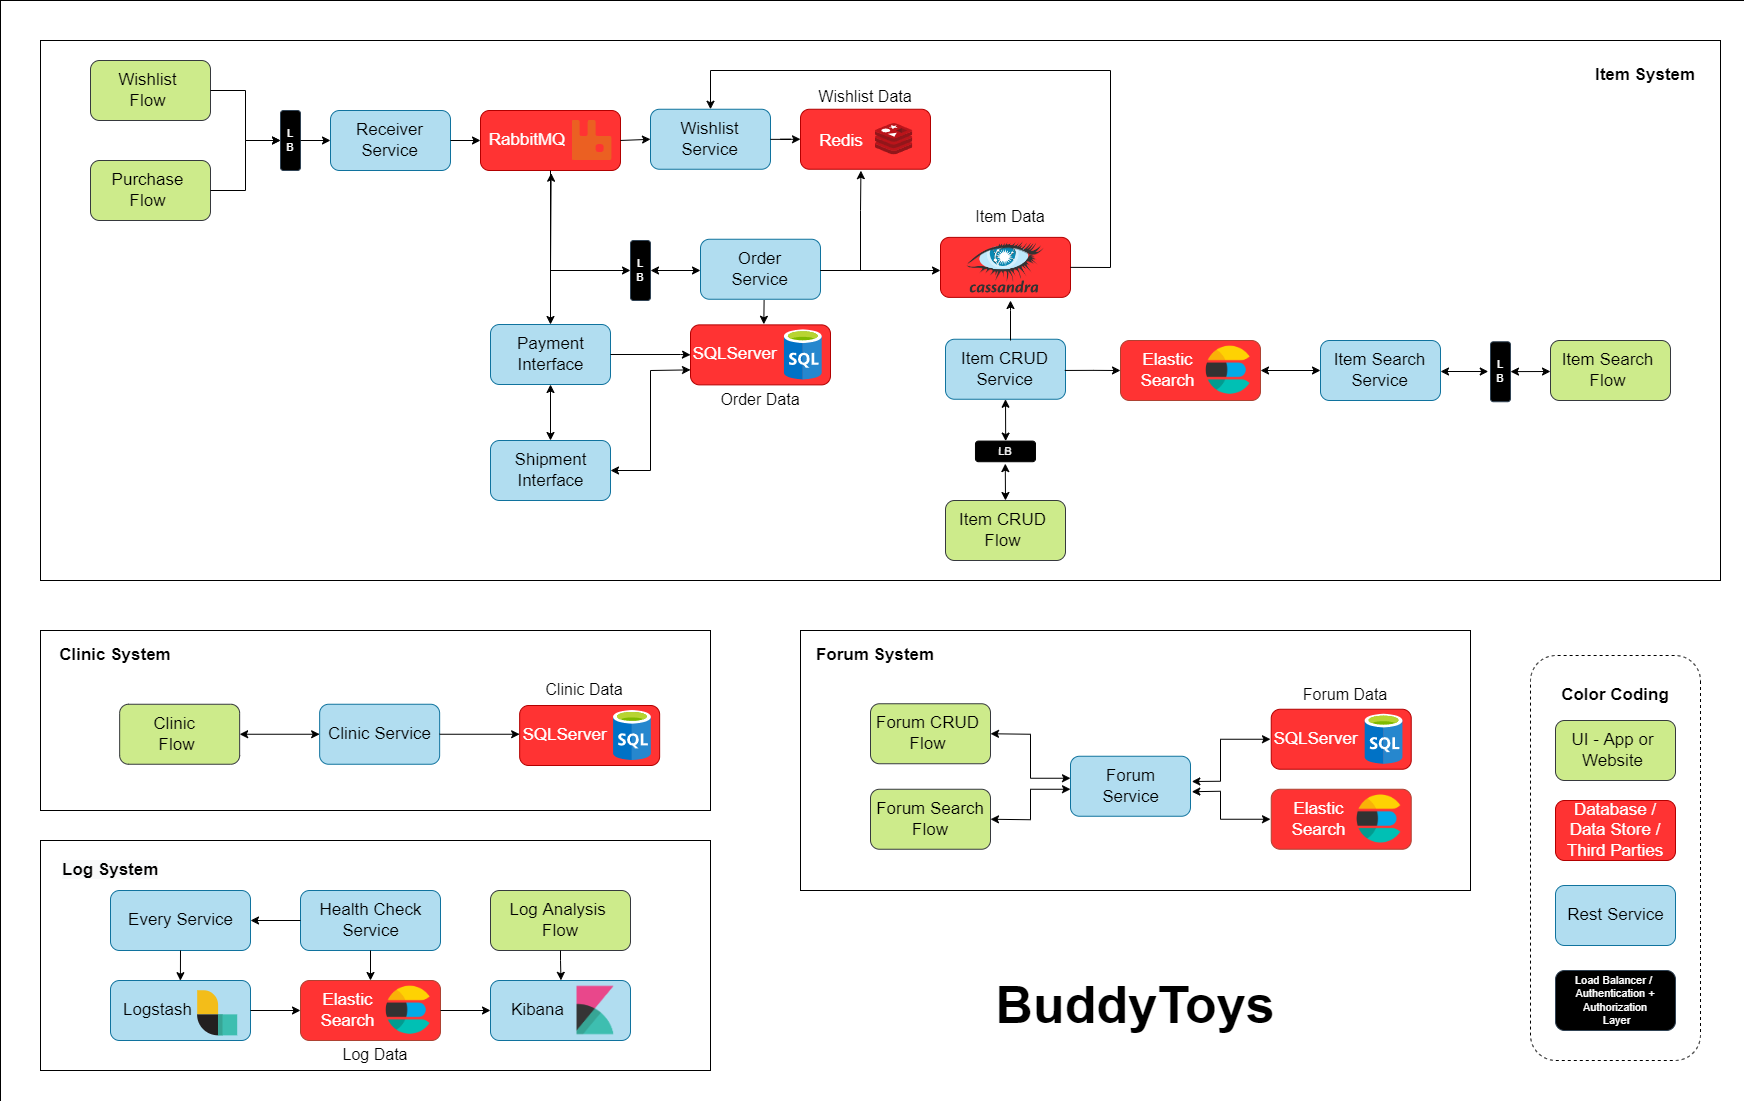 Item System
Wishlist
Flow
Purchase
Flow
L
B
Receiver
Service
RabbitMQ
Wishlist
Service
Wishlist Data
Redis
L
B
Order
Service
Item Data
cassandra
Payment
Interface
SQLServer
SQL
Order Data
Shipment
Interface
Item CRUD
Service
Elastic
Search
Item Search
Service
L
B
Item Search
Flow
LB
Item CRUD
Flow
Clinic System
Clinic
Flow
Clinic Service
Clinic Data
SQLServer
SQL
Forum System
Forum CRUD
Flow
Forum Search
Flow
Forum
Service
Forum Data
SQLServer
SQL
Elastic
Search
Log System
Every Service
Health Check
Service
Log Analysis
Flow
Logstash
Elastic
Search
Log Data
Kibana
BuddyToys
Color Coding
UI - App or
Website
Database /
Data Store /
Third Parties
Rest Service
Load Balancer /
Authentication +
Authorization
Layer